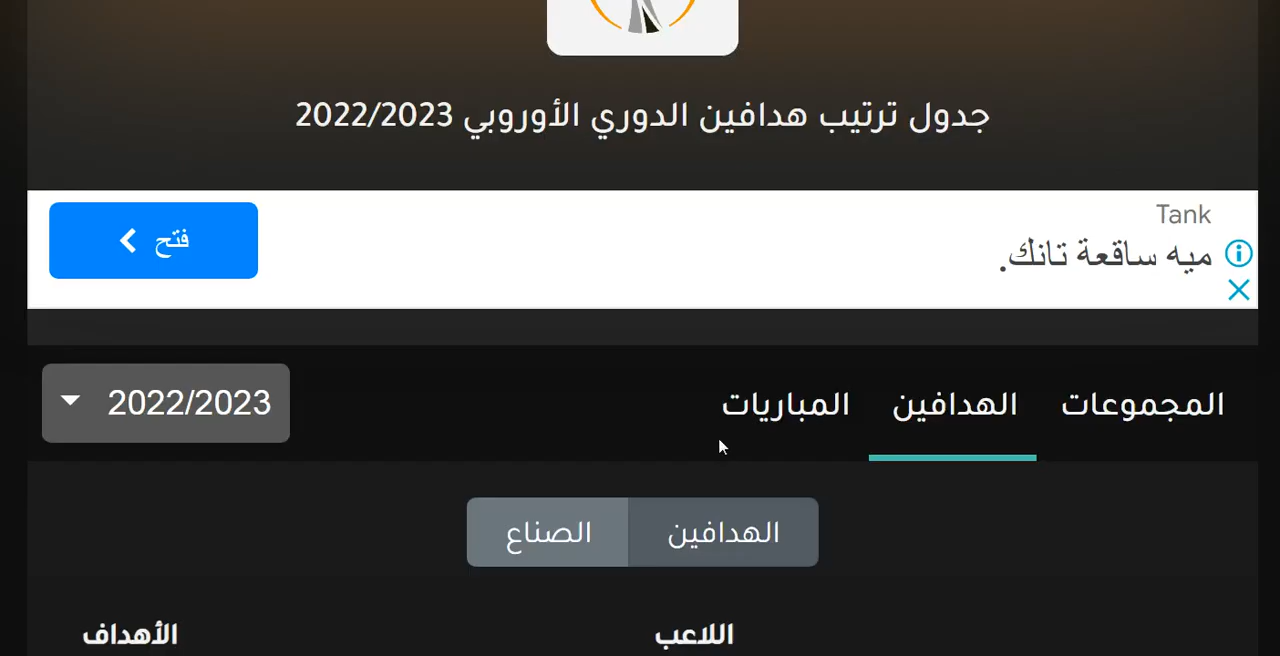 جدول ترتيب هدافين الدوري الأوروبي 2022/2023
Tank
ميه ساقعة تانك.
فتح
المجموعات
الهدافين
المباريات
2022/2023
الهدافين
الصناع
اللاعب
الأهداف